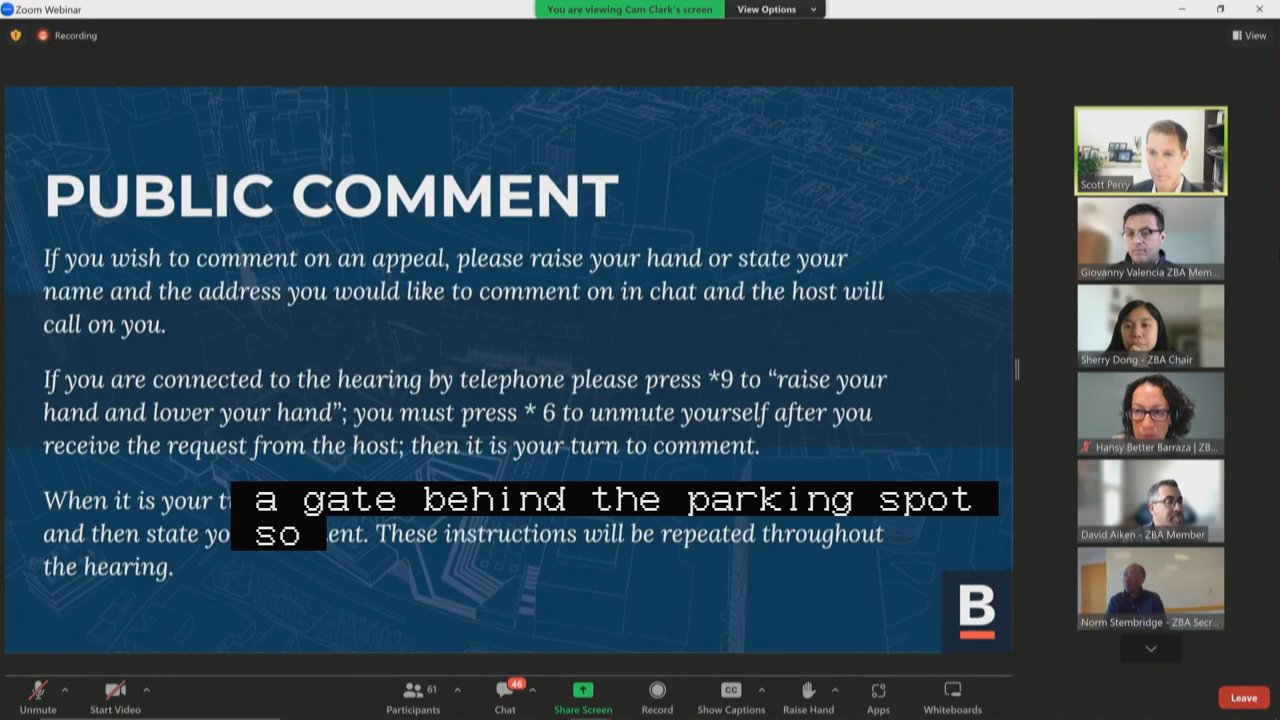 Zoom Webinar
You are viewing Cam Clark's screen
View Options
Recording
View
PUBLIC COMMENT
If you wish to comment on an appeal, please raise your hand or state your
name and the address you would like to comment on in chat and the host will
call on you.
If you are connected to the hearing by telephone please press *9 to “raise your
hand and lower your hand”; you must press * 6 to unmute yourself after you
receive the request from the host; then it is your turn to comment.
When it is your
and then state These instructions will be repeated throughout
the hearing.
a gate behind the parking spot
so
B
Scott Perry
Giovanny Valencia ZBA Mem...
Sherry Dong - ZBA Chair
Hansy Better Barraza | ZB...
David Aiken - ZBA Member
Norm Stembridge - ZBA Secr...
Unmute
Start Video
61
Participants
46
Chat
Share Screen
Record
CC
Show Captions
Raise Hand
Apps
Whiteboards
Leave